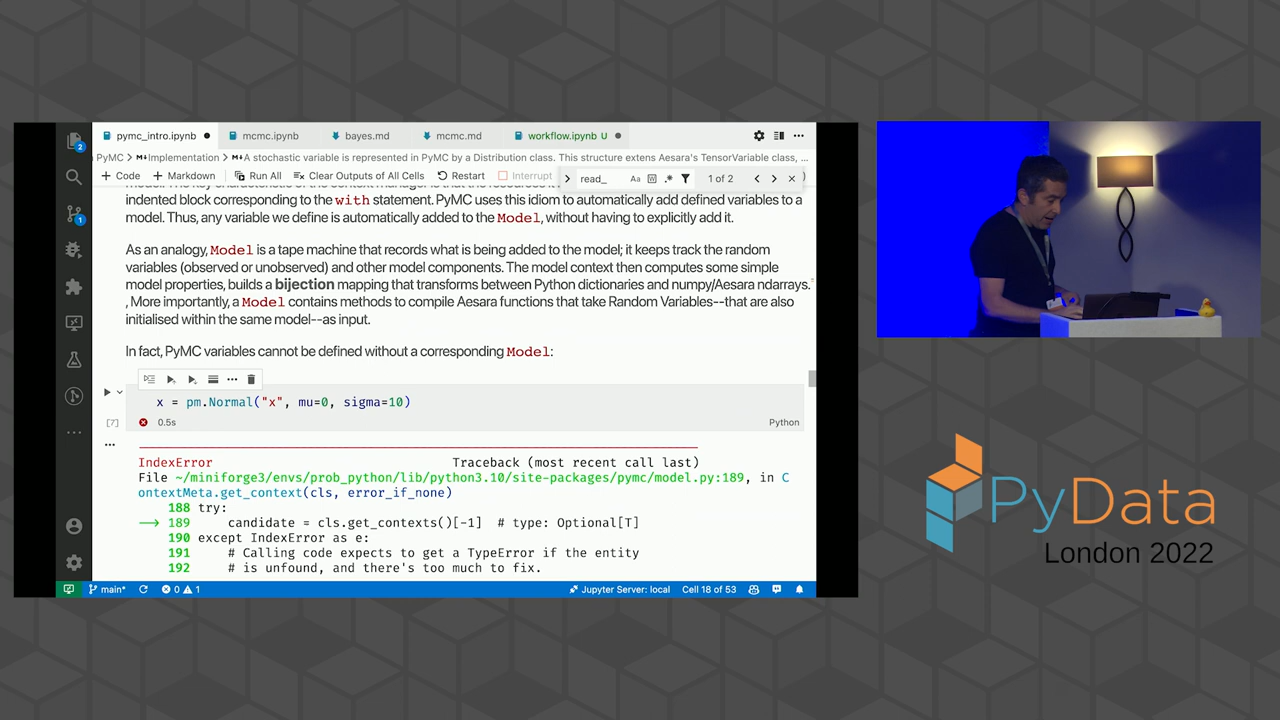 pymc_intro.ipynb
mcmc.ipynb
bayes.md
mcmc.md
workflow.ipynb U
PyMC > Implementation > A stochastic variable is represented in PyMC by a Distribution class. This structure extens Aesara's TensorVariable class, ...
+ Code + Markdown Run All Clear Outputs of All Cells Restart Interrupt
read_ Aa 1 of 2
indented block corresponding to the with statement. PyMC uses this idiom to automatically add defined variables to a
model. Thus, any variable we define is automatically added to the Model, without having to explicitly add it.
As an analogy, Model is a tape machine that records what is being added to the model; it keeps track the random
variables (observed or unobserved) and other model components. The model context then computes some simple
model properties, builds a bijection mapping that transforms between Python dictionaries and numpy/Aesara ndarrays.
, More importantly, a Model contains methods to compile Aesara functions that take Random Variables--that are also
initialised within the same model--as input.
In fact, PyMC variables cannot be defined without a corresponding Model:
x = pm.Normal("x", mu=0, sigma=10)
[7] 0.5s Python
IndexError Traceback (most recent call last)
File ~/miniforge3/envs/prob_python/lib/python3.10/site-packages/pymc/model.py:189, in C
ontextMeta.get_context(cls, error_if_none)
188 try:
189 candidate = cls.get_contexts()[-1] # type: Optional[T]
190 except IndexError as e:
191 # Calling code expects to get a TypeError if the entity
192 # is unfound, and there's too much to fix.
main* 0 1 Jupyter Server: local Cell 18 of 53
2
1
PyData
London 2022